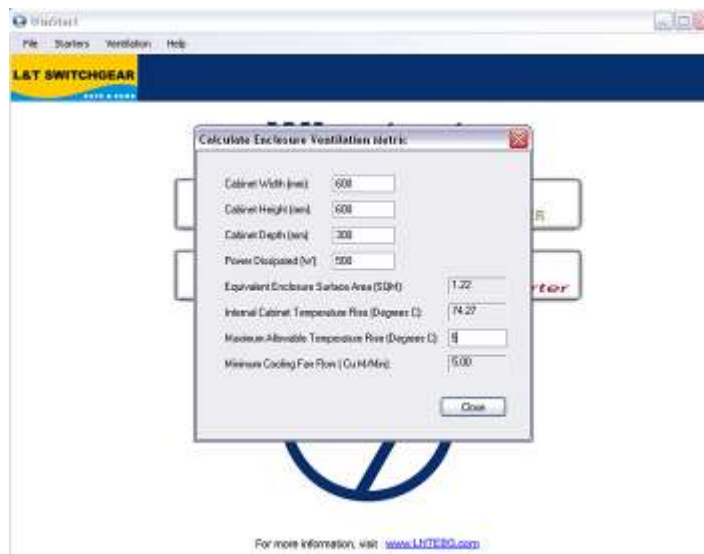 WinStart
File Starters Ventilation Help
L&T SWITCHGEAR
Calculate Enclosure Ventilation Metric
Cabinet Width (mm) 600
Cabinet Height (mm) 600
Cabinet Depth (mm) 300
Power Dissipated (W) 500
Equivalent Enclosure Surface Area (SQM) 1.22
Internal Cabinet Temperature Rise (Degrees C) 74.27
Maximum Allowable Temperature Rise (Degrees C) 5
Minimum Cooling Fan Flow ( Cu.M/Min) 5.00
Close
For more information, visit www.LNTEBG.com